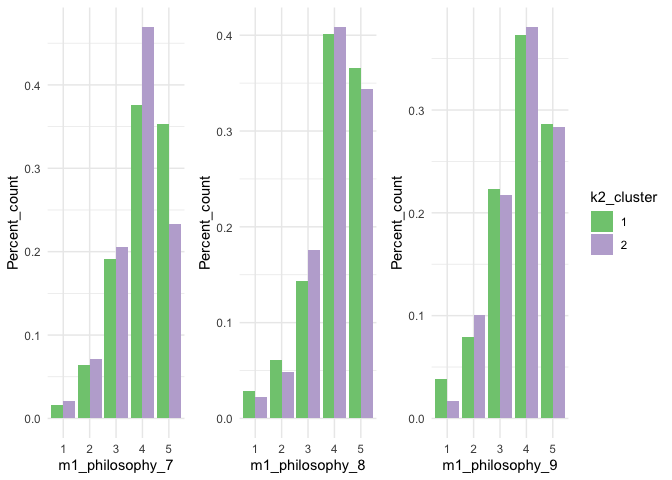 Percent_count
0.4
0.3
0.2
0.1
0.0
1 2 3 4 5
m1_philosophy_7
Percent_count
0.4
0.3
0.2
0.1
0.0
1 2 3 4 5
m1_philosophy_8
Percent_count
0.3
0.2
0.1
0.0
1 2 3 4 5
m1_philosophy_9
k2_cluster
1
2